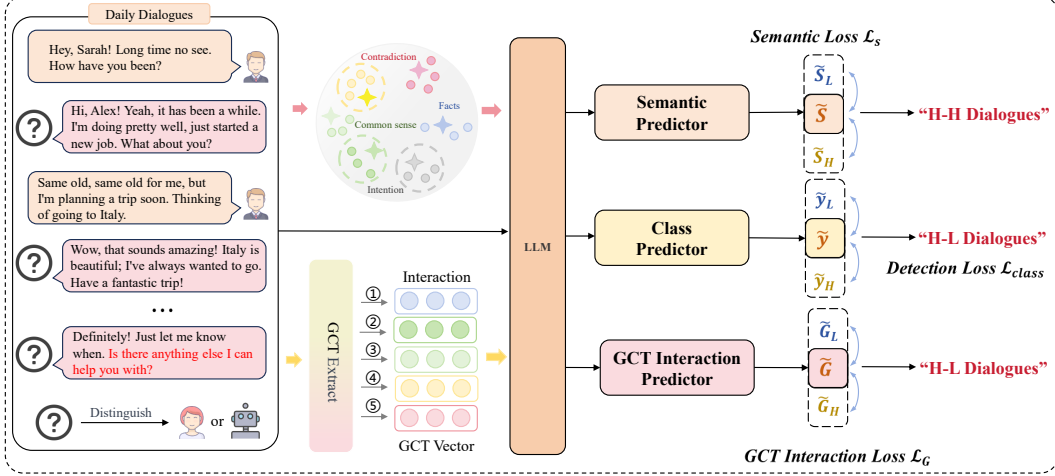 Daily Dialogues
Hey, Sarah! Long time no see.
How have you been?
?
Hi, Alex! Yeah, it has been a while.
I'm doing pretty well, just started a
new job. What about you?
Same old, same old for me, but
I'm planning a trip soon. Thinking
of going to Italy.
?
Wow, that sounds amazing! Italy is
beautiful; I've always wanted to go.
Have a fantastic trip!
...
?
Definitely! Just let me know
when. Is there anything else I can
help you with?
? Distinguish or
Contradiction
Facts
Common sense
Intention
GCT Extract
Interaction
①
②
③
④
⑤
GCT Vector
LLM
Semantic
Predictor
Class
Predictor
GCT Interaction
Predictor
Semantic Loss ℒs
S̃L
S̃
S̃H
"H-H Dialogues"
ỹL
ỹ
ỹH
"H-L Dialogues"
Detection Loss ℒclass
G̃L
G̃
G̃H
"H-L Dialogues"
GCT Interaction Loss ℒG